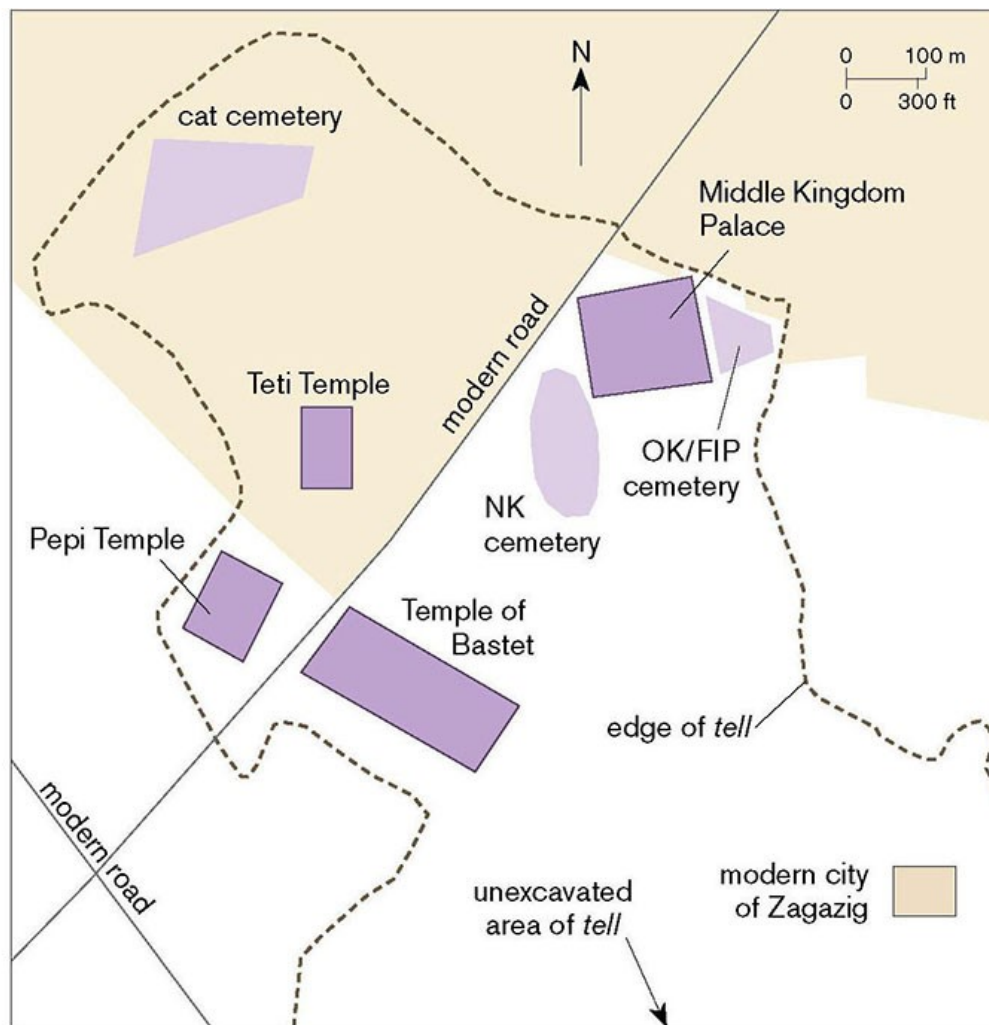 N
0 100 m
0 300 ft
cat cemetery
Middle Kingdom
Palace
modern road
Teti Temple
OK/FIP
cemetery
NK
cemetery
Pepi Temple
Temple of
Bastet
edge of tell
modern road
modern city
of Zagazig
unexcavated
area of tell